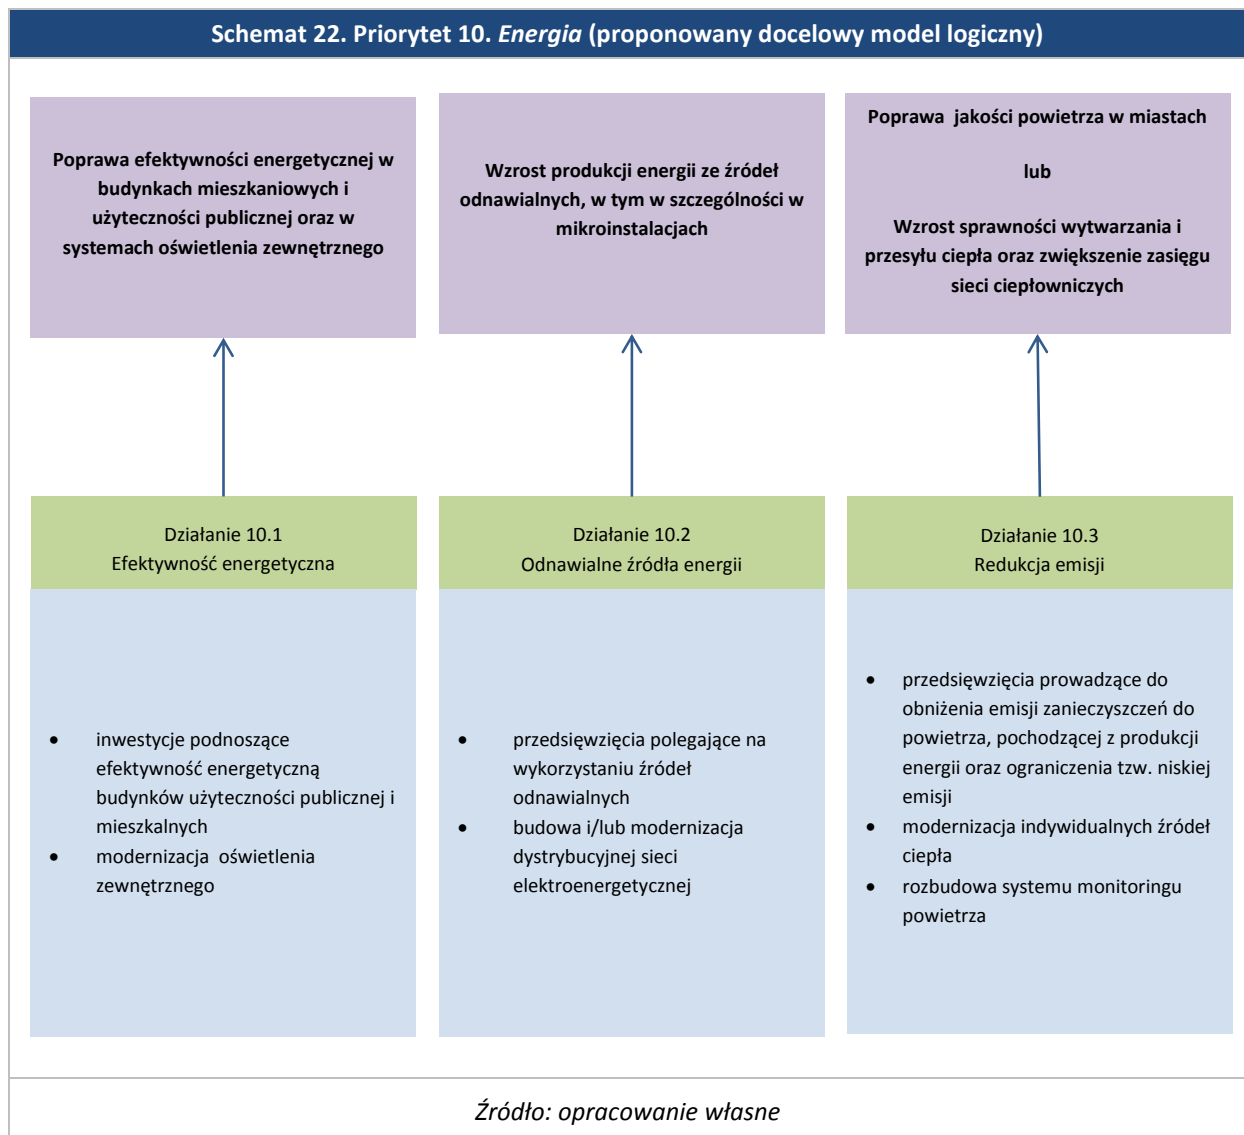 Schemat 22. Priorytet 10. Energia (proponowany docelowy model logiczny)
Poprawa efektywności energetycznej w
budynkach mieszkaniowych i
użyteczności publicznej oraz w
systemach oświetlenia zewnętrznego
Wzrost produkcji energii ze źródeł
odnawialnych, w tym w szczególności w
mikroinstalacjach
Poprawa jakości powietrza w miastach
lub
Wzrost sprawności wytwarzania i
przesyłu ciepła oraz zwiększenie zasięgu
sieci ciepłowniczych
Działanie 10.1
Efektywność energetyczna
Działanie 10.2
Odnawialne źródła energii
Działanie 10.3
Redukcja emisji
• inwestycje podnoszące
efektywność energetyczną
budynków użyteczności publicznej i
mieszkalnych
• modernizacja oświetlenia
zewnętrznego
• przedsięwzięcia polegające na
wykorzystaniu źródeł
odnawialnych
• budowa i/lub modernizacja
dystrybucyjnej sieci
elektroenergetycznej
• przedsięwzięcia prowadzące do
obniżenia emisji zanieczyszczeń do
powietrza, pochodzącej z produkcji
energii oraz ograniczenia tzw. niskiej
emisji
• modernizacja indywidualnych źródeł
ciepła
• rozbudowa systemu monitoringu
powietrza
Źródło: opracowanie własne